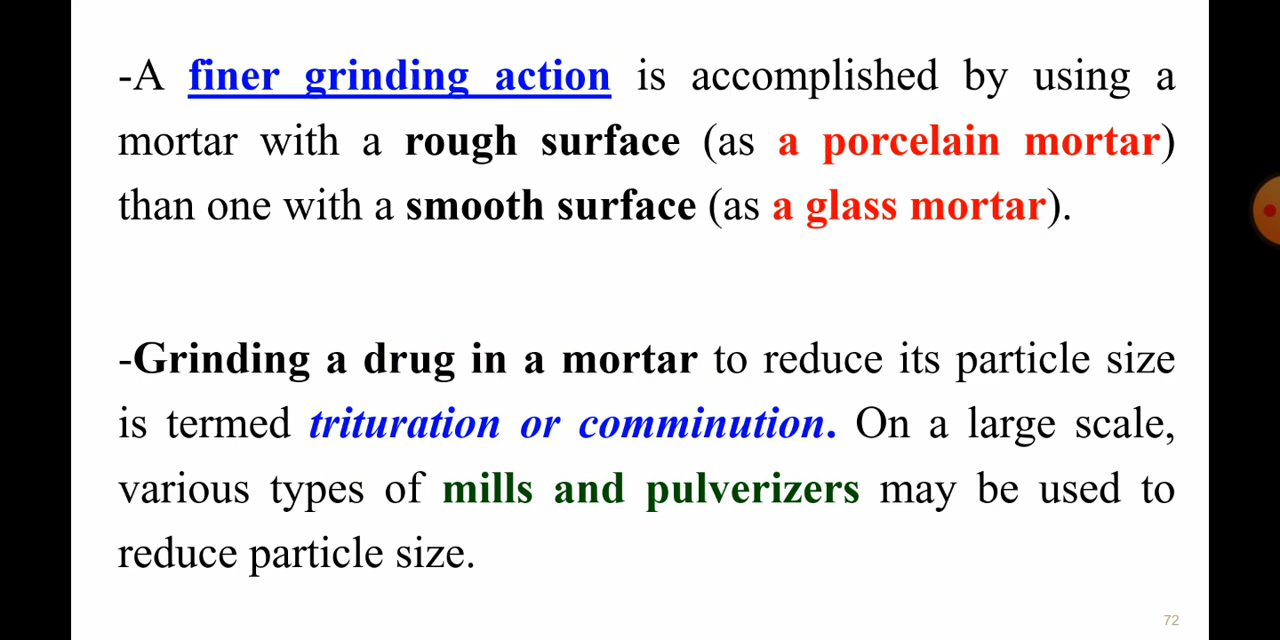 -A finer grinding action is accomplished by using a
mortar with a rough surface (as a porcelain mortar)
than one with a smooth surface (as a glass mortar).
-Grinding a drug in a mortar to reduce its particle size
is termed trituration or comminution. On a large scale,
various types of mills and pulverizers may be used to
reduce particle size.
72